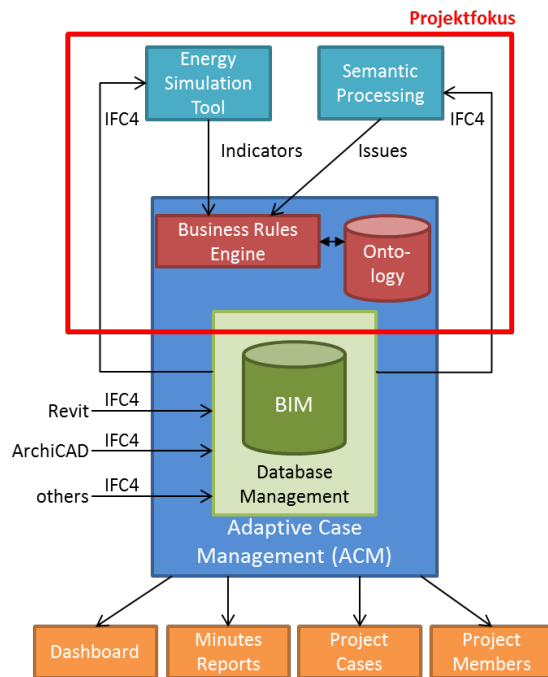 Projektfokus
Energy
Simulation
Tool
Semantic
Processing
IFC4
IFC4
Indicators
Issues
Business Rules
Engine
Onto-
logy
BIM
Revit
IFC4
ArchiCAD
IFC4
others
IFC4
Database
Management
Adaptive Case
Management (ACM)
Dashboard
Minutes
Reports
Project
Cases
Project
Members